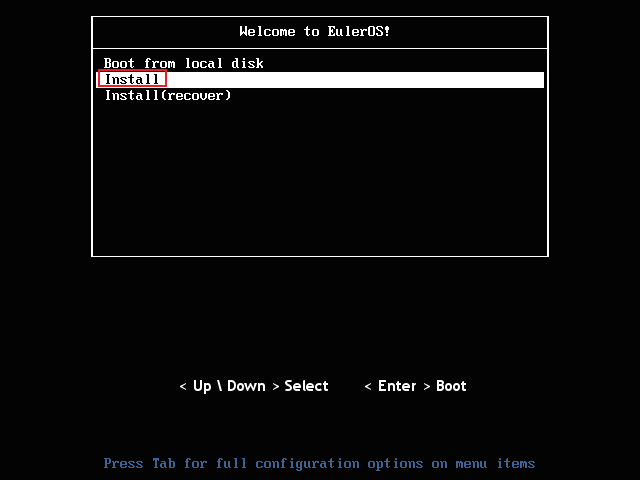 Welcome to EulerOS!
Boot from local disk
Install
Install(recover)
< Up \ Down > Select < Enter > Boot
Press Tab for full configuration options on menu items